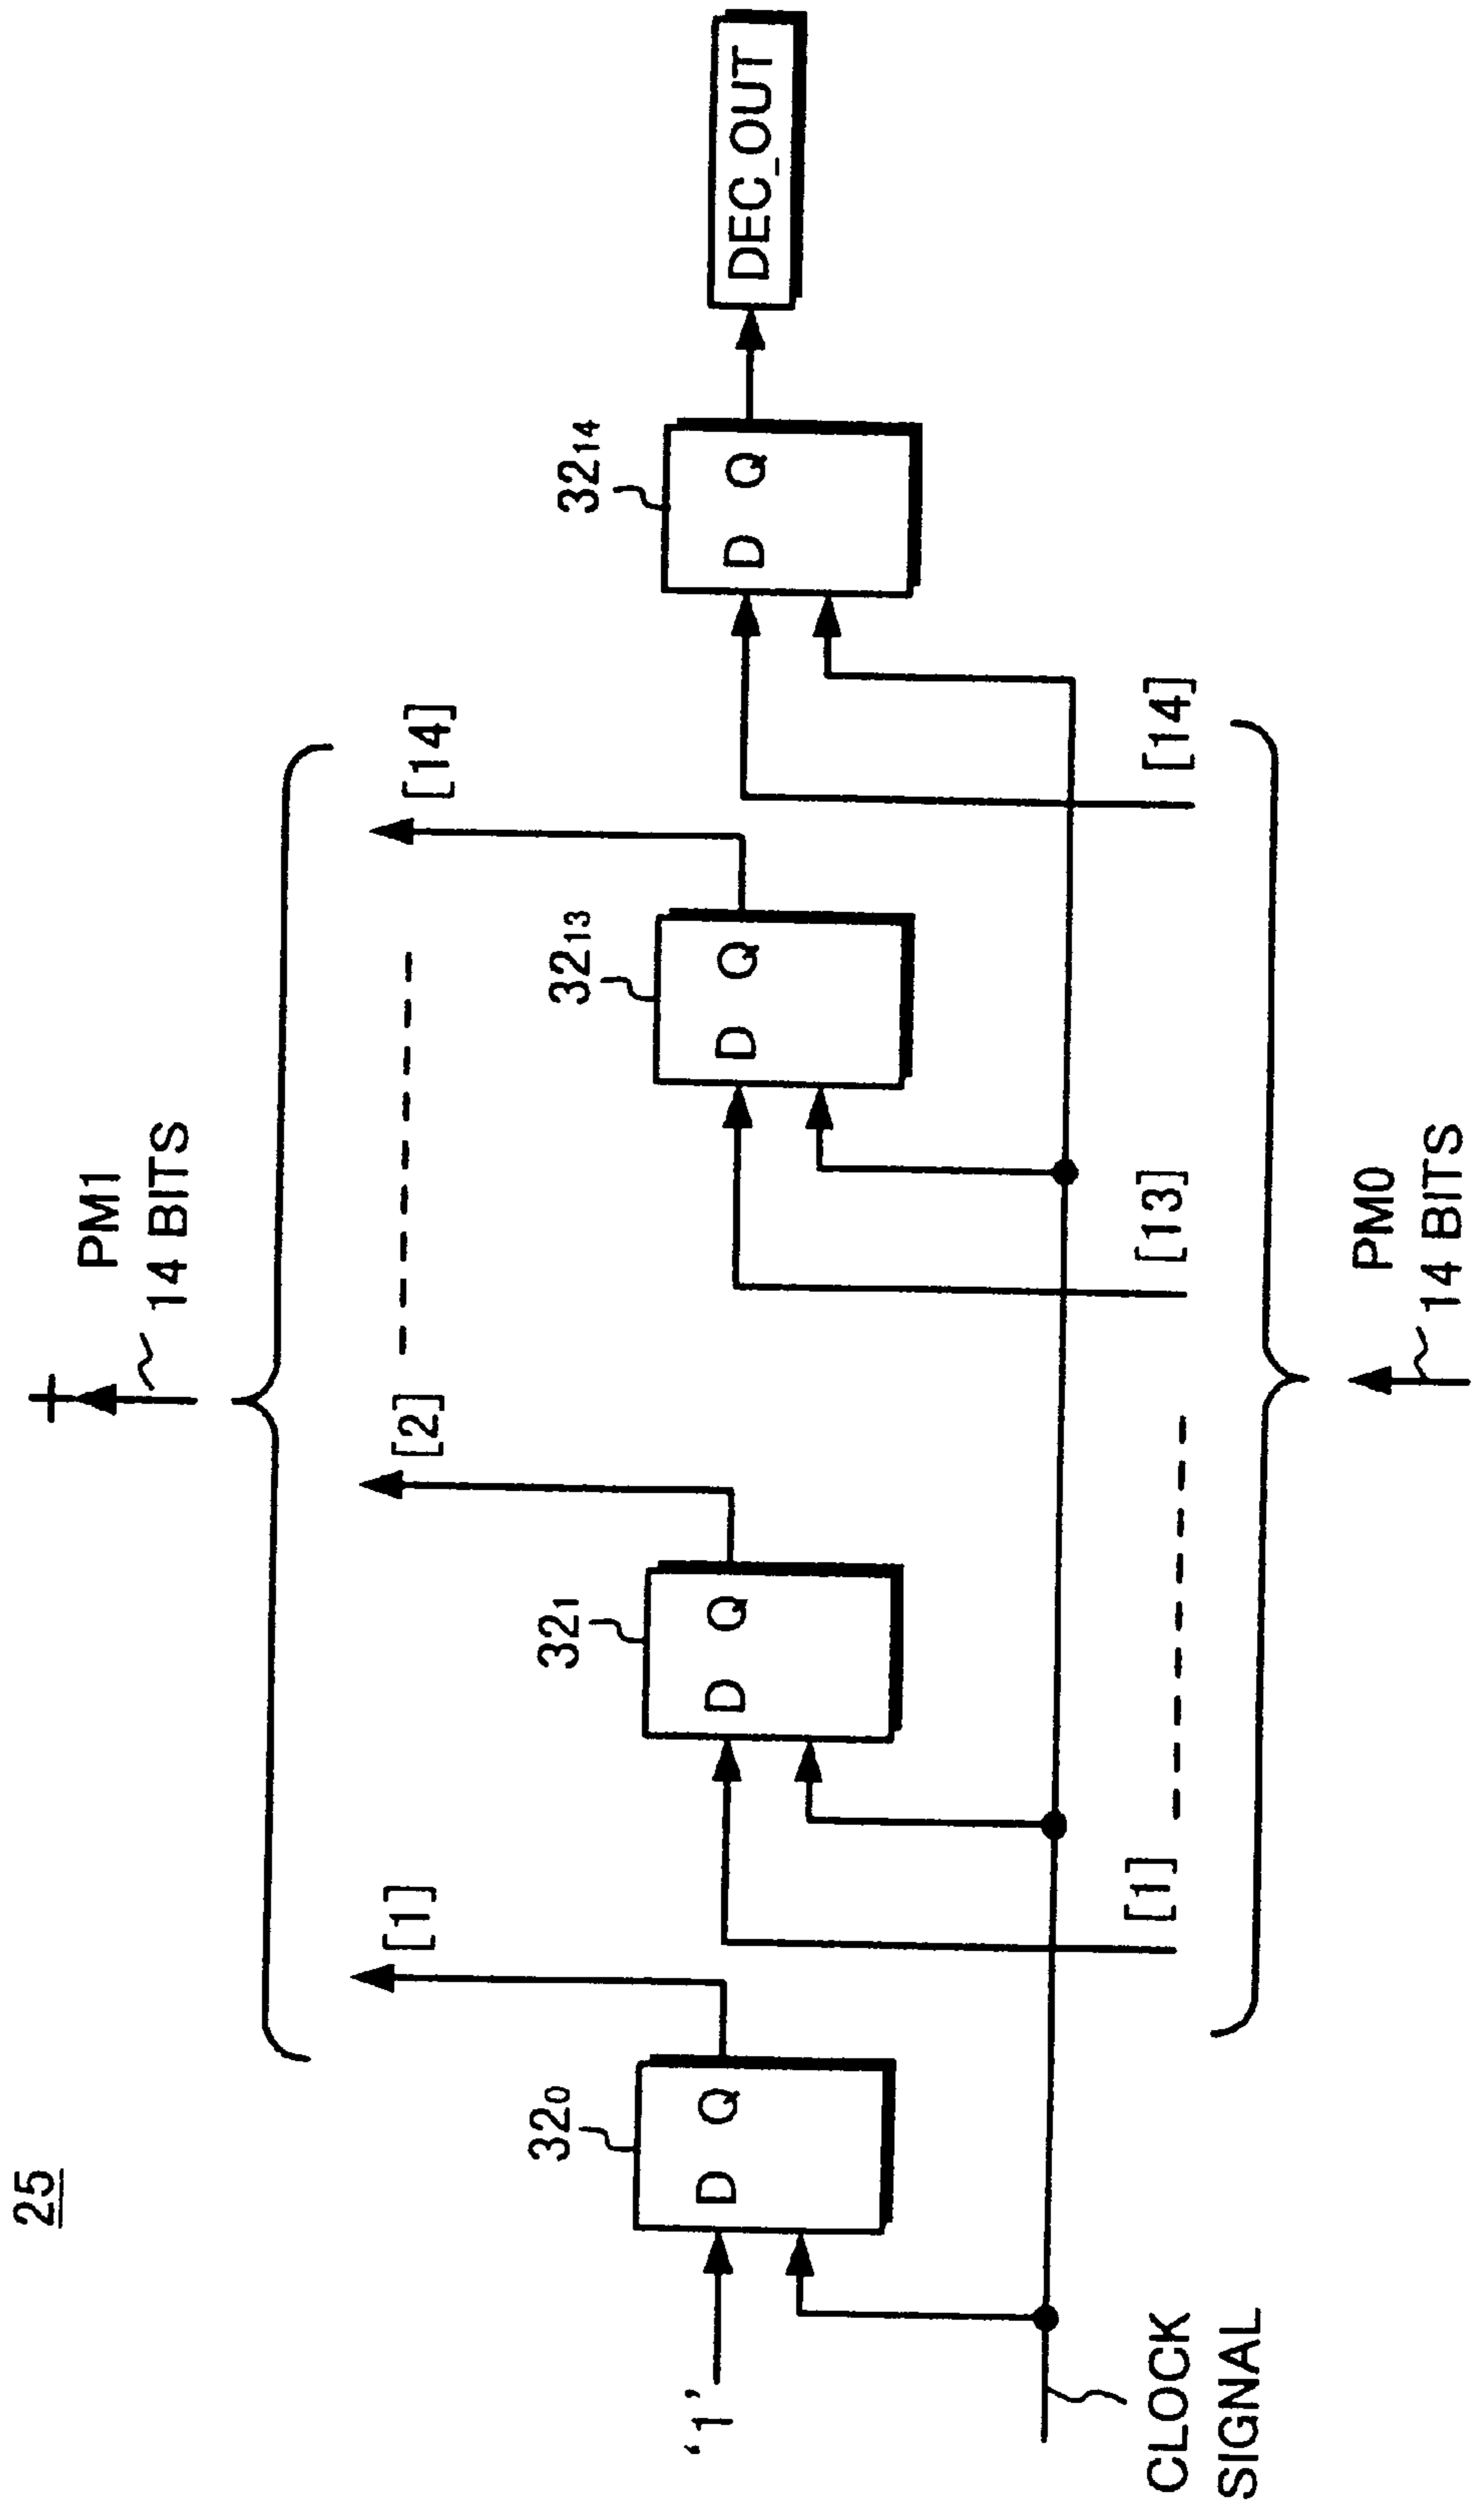 25
PM1
14 BITS
[1]
[2]
[14]
32₀
32₁
32₁₃
32₁₄
'1'
D Q
D Q
D Q
D Q
DEC_OUT
[1]
[13]
[14]
CLOCK
SIGNAL
PM0
14 BITS